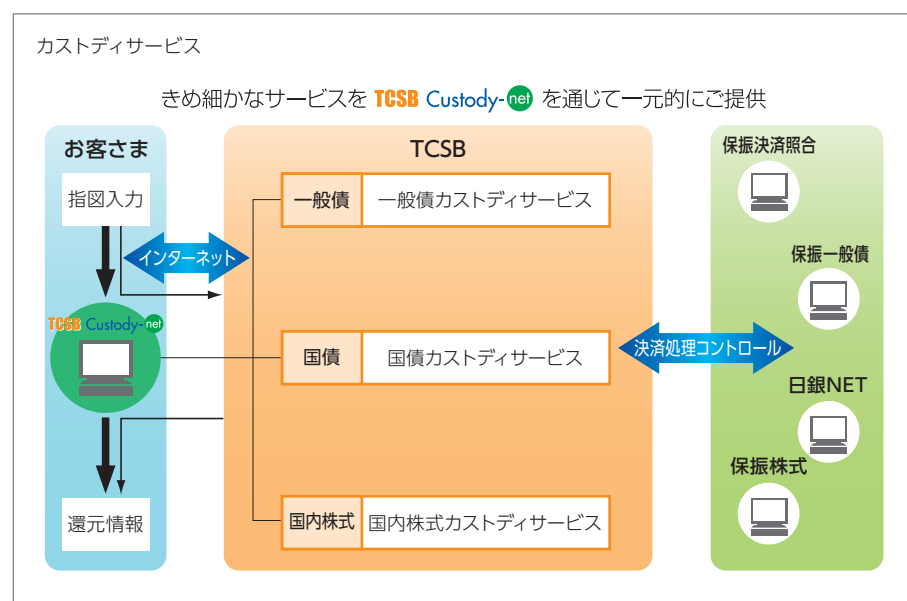 カストディサービス
きめ細かなサービスを TCSB Custody-net を通じて一元的にご提供
お客さま
指図入力
インターネット
TCSB Custody-net
還元情報
TCSB
一般債 一般債カストディサービス
国債 国債カストディサービス
国内株式 国内株式カストディサービス
決済処理コントロール
保振決済照合
保振一般債
日銀NET
保振株式